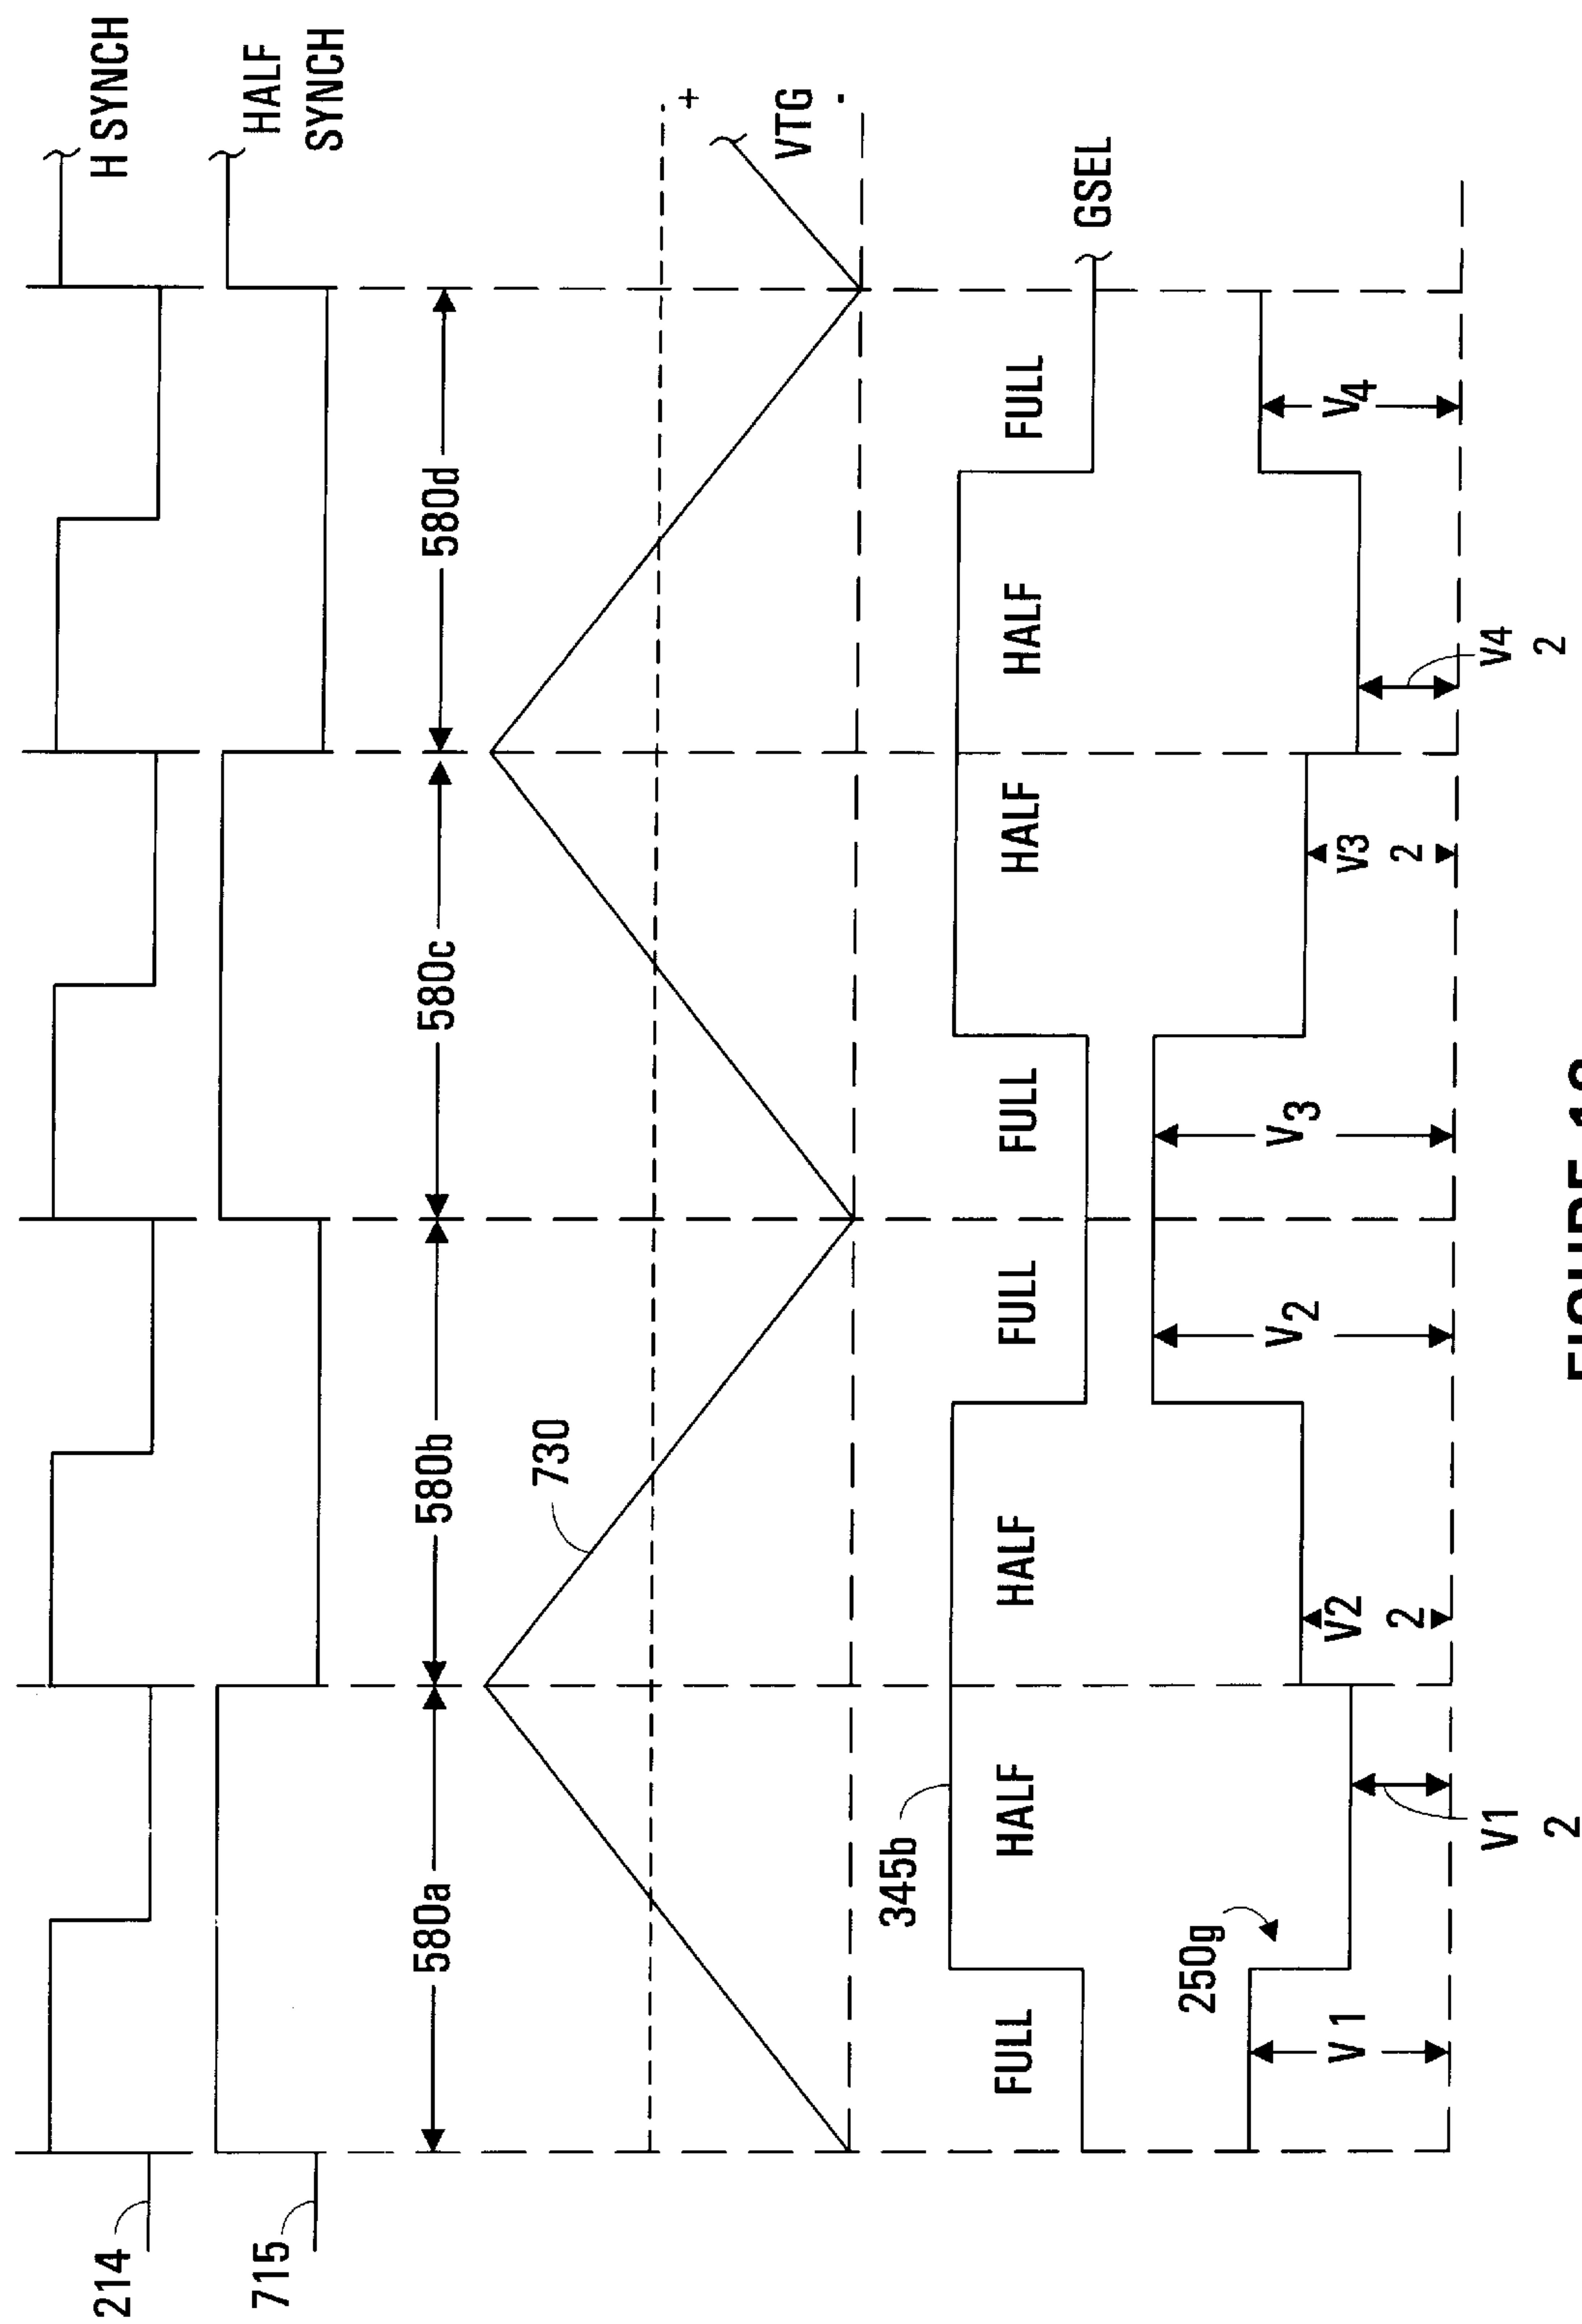 214
H SYNCH
715
HALF
SYNCH
580a
580b
580c
580d
730
+
VTG
-
345b
GSEL
FULL
HALF
HALF
FULL
FULL
HALF
HALF
FULL
250g
V1
V1
2
V2
2
V2
V3
V3
2
V4
2
V4